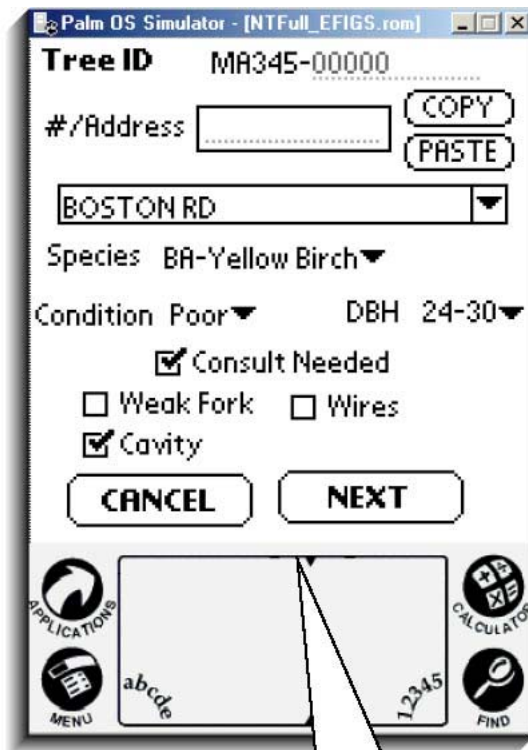 Palm OS Simulator - [NTFull_EFIGS.rom]
Tree ID MA345-00000
#/Address COPY
PASTE
BOSTON RD
Species BA-Yellow Birch
Condition Poor DBH 24-30
Consult Needed
Weak Fork Wires
Cavity
CANCEL NEXT
APPLICATIONS CALCULATOR
abcde 12345
MENU FIND